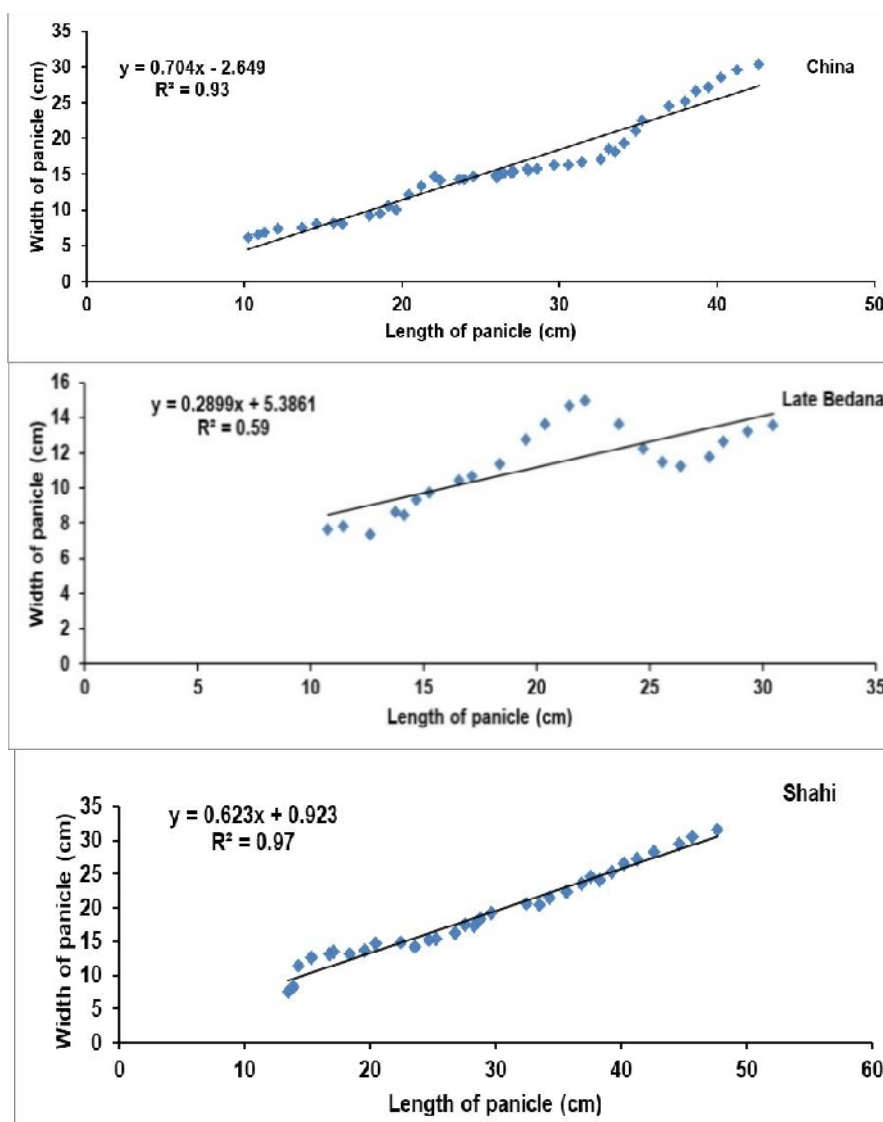 y = 0.704x - 2.649
R² = 0.93
China
Width of panicle (cm)
35
30
25
20
15
10
5
0
0 10 20 30 40 50
Length of panicle (cm)
y = 0.2899x + 5.3861
R² = 0.59
Late Bedana
Width of panicle (cm)
16
14
12
10
8
6
4
2
0
0 5 10 15 20 25 30 35
Length of panicle (cm)
Shahi
y = 0.623x + 0.923
R² = 0.97
Width of panicle (cm)
35
30
25
20
15
10
5
0
0 10 20 30 40 50 60
Length of panicle (cm)